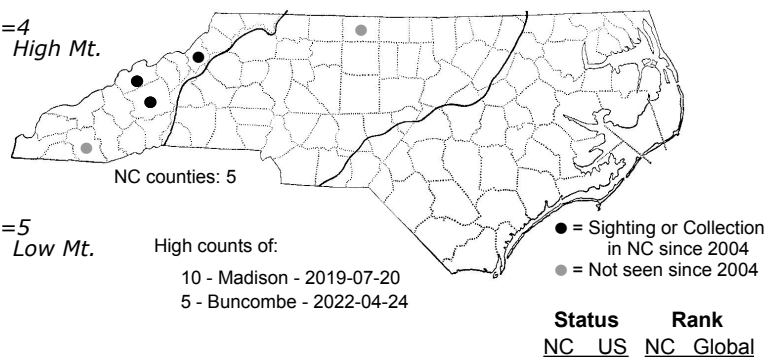 =4
High Mt.
NC counties: 5
=5
Low Mt.
High counts of:
10 - Madison - 2019-07-20
5 - Buncombe - 2022-04-24
● = Sighting or Collection
in NC since 2004
● = Not seen since 2004
Status Rank
NC US NC Global